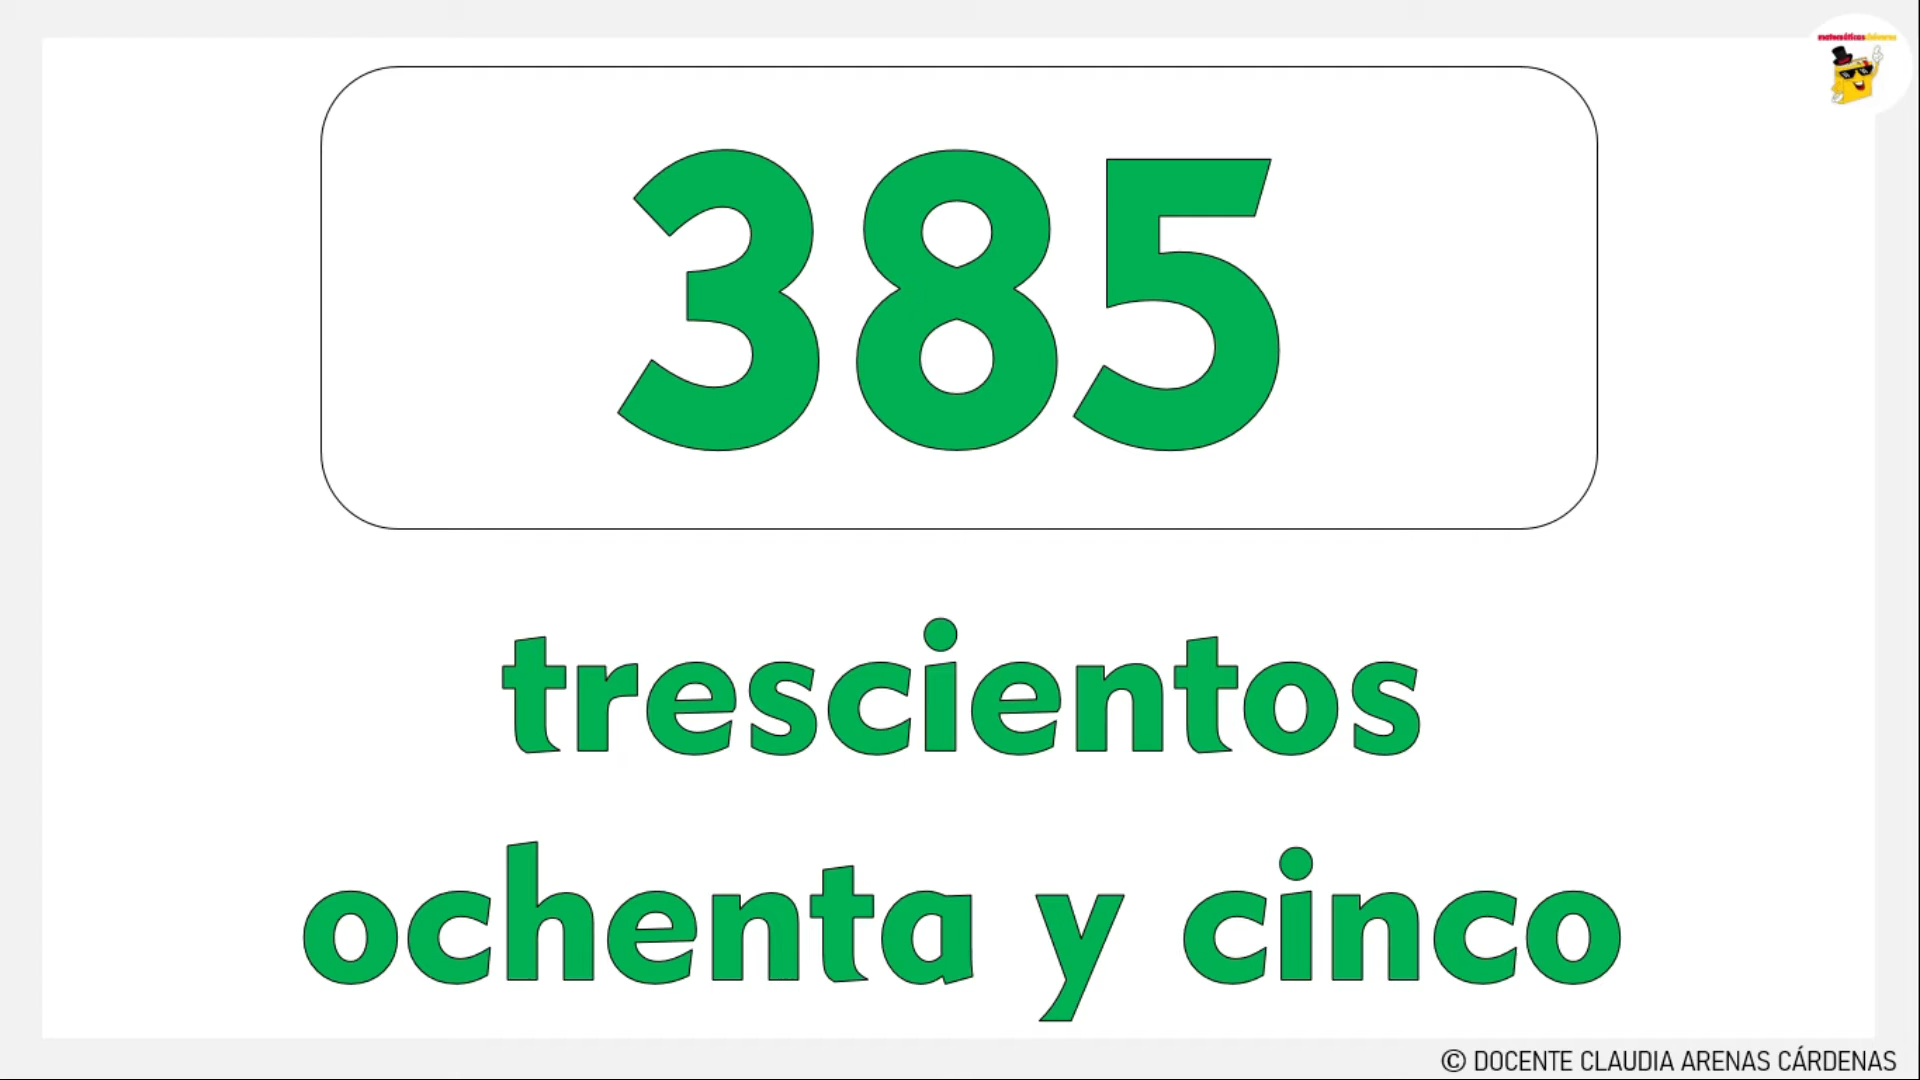 385
trescientos
ochenta y cinco
© DOCENTE CLAUDIA ARENAS CÁRDENAS